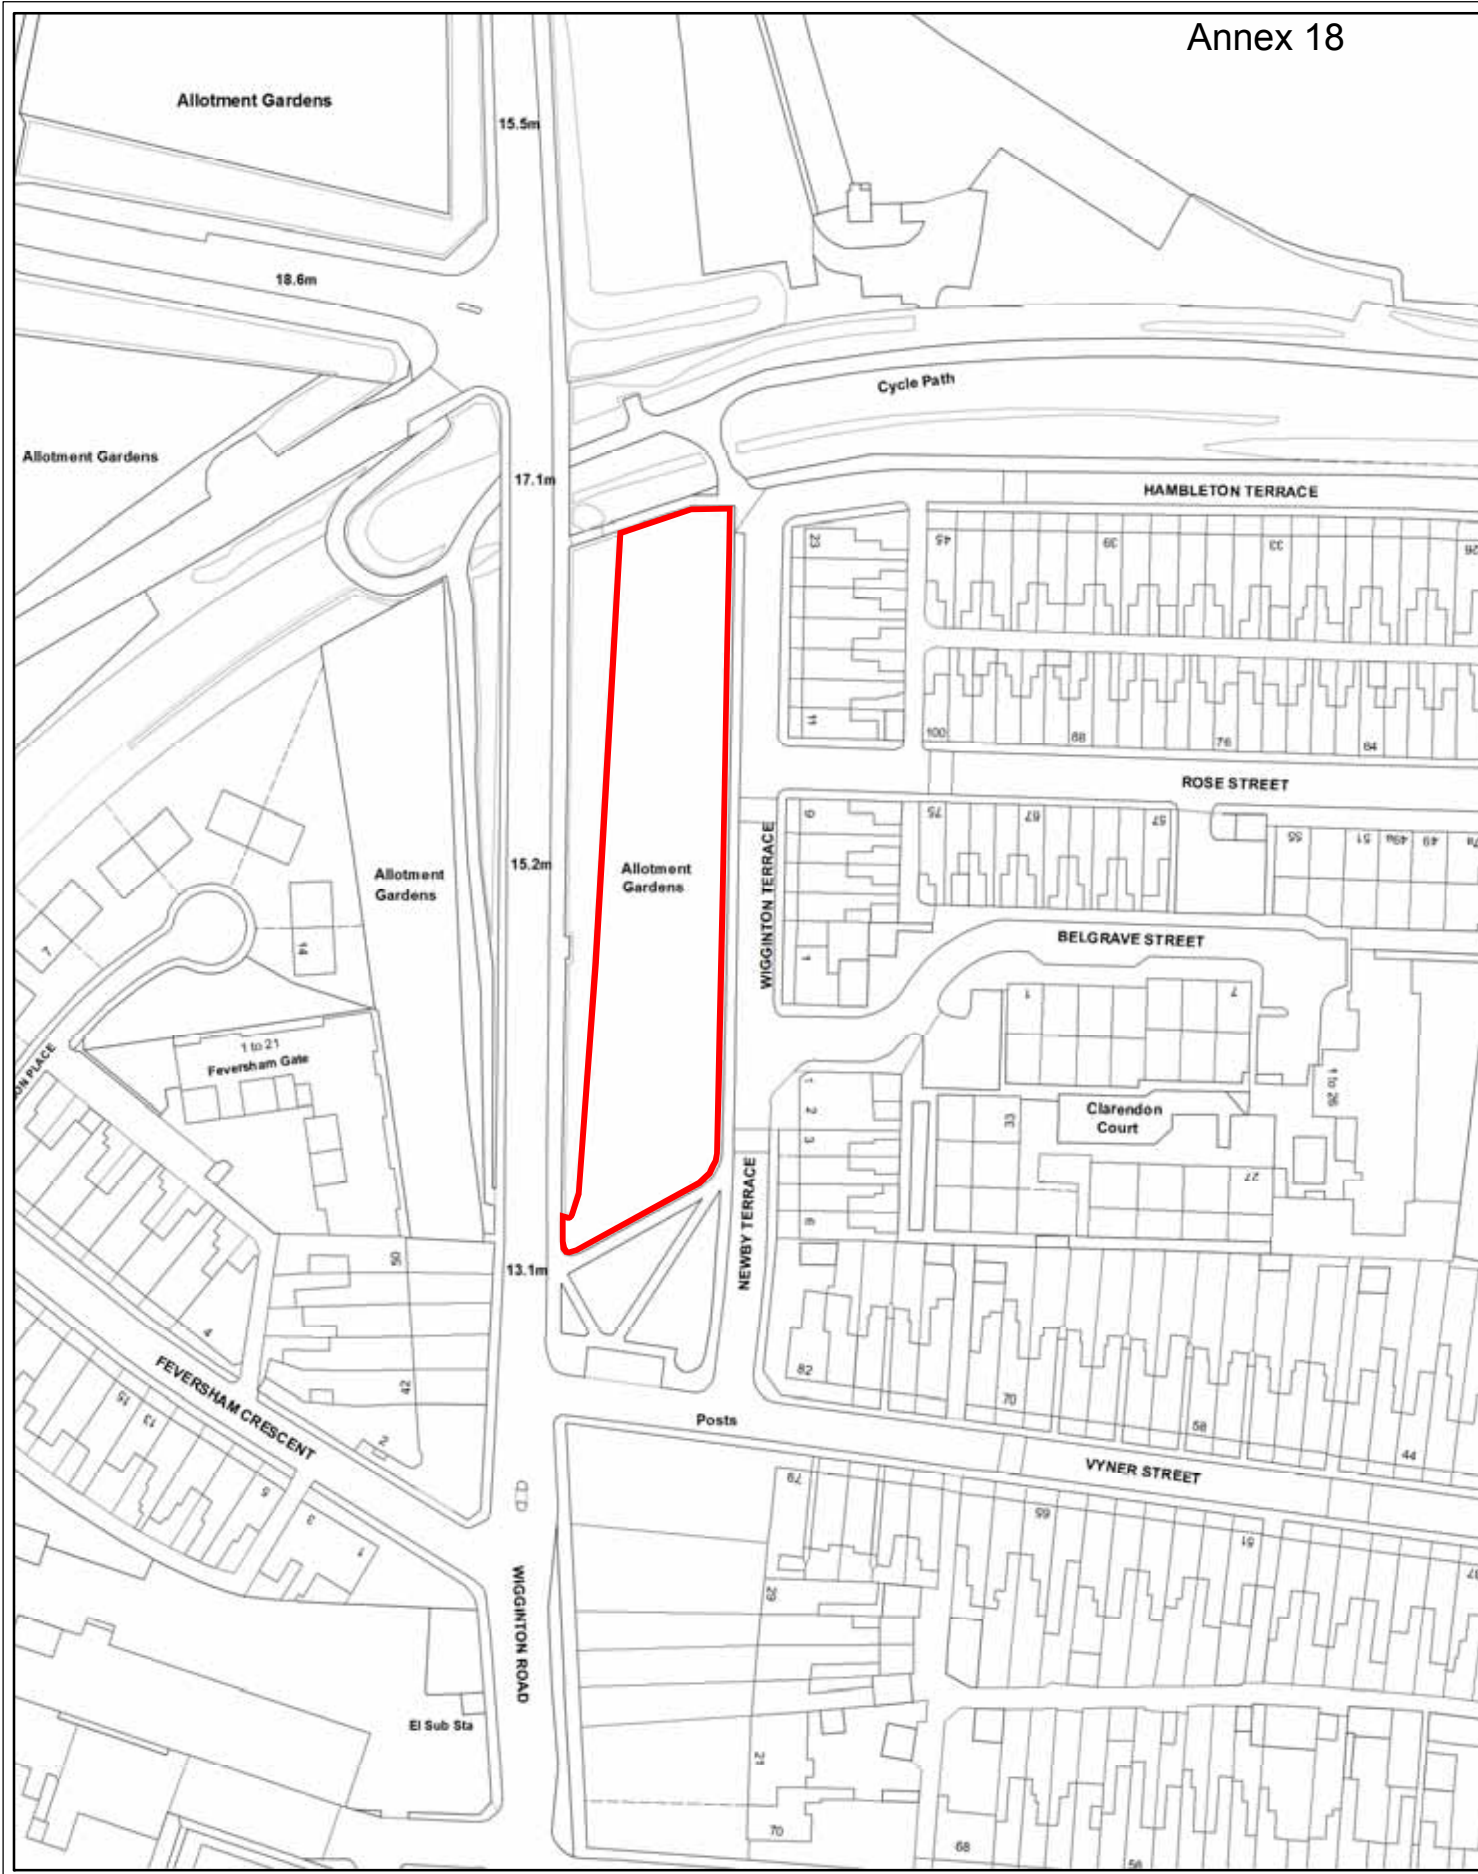 Annex 18
Allotment Gardens
15.5m
18.6m
Cycle Path
Allotment Gardens
17.1m
HAMBLETON TERRACE
23
45
39
33
11
100
88
76
64
ROSE STREET
WIGGINTON TERRACE
9
75
67
57
55
51
49a
49
15.2m
Allotment
Gardens
Allotment
Gardens
BELGRAVE STREET
7
14
1
1
7
1 to 21
Feversham Gate
ON PLACE
1 to 26
Clarendon
Court
1
2
3
33
27
6
NEWBY TERRACE
13.1m
50
4
42
82
70
58
44
FEVERSHAM CRESCENT
15
13
2
Posts
VYNER STREET
79
65
51
5
3
1
29
WIGGINTON ROAD
El Sub Sta
21
70
68